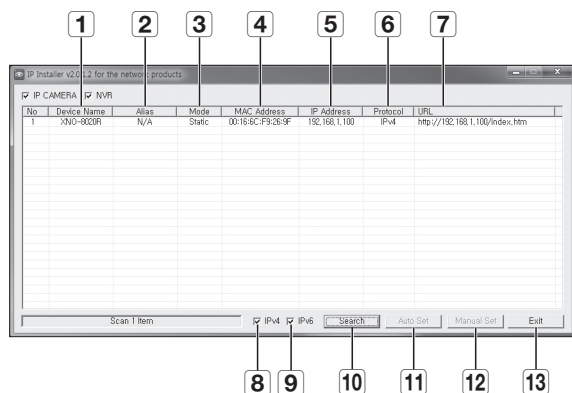 1 2 3 4 5 6 7
IP Installer v2.0.1.2 for the network products
IP CAMERA NVR
No Device Name Alias Mode MAC Address IP Address Protocol URL
1 XNO-8020R N/A Static 00:16:6C:F9:26:9F 192,168,1,100 IPv4 http://192,168,1,100/index,htm
Scan 1 Item IPv4 IPv6 Search Auto Set Manual Set Exit
8 9 10 11 12 13